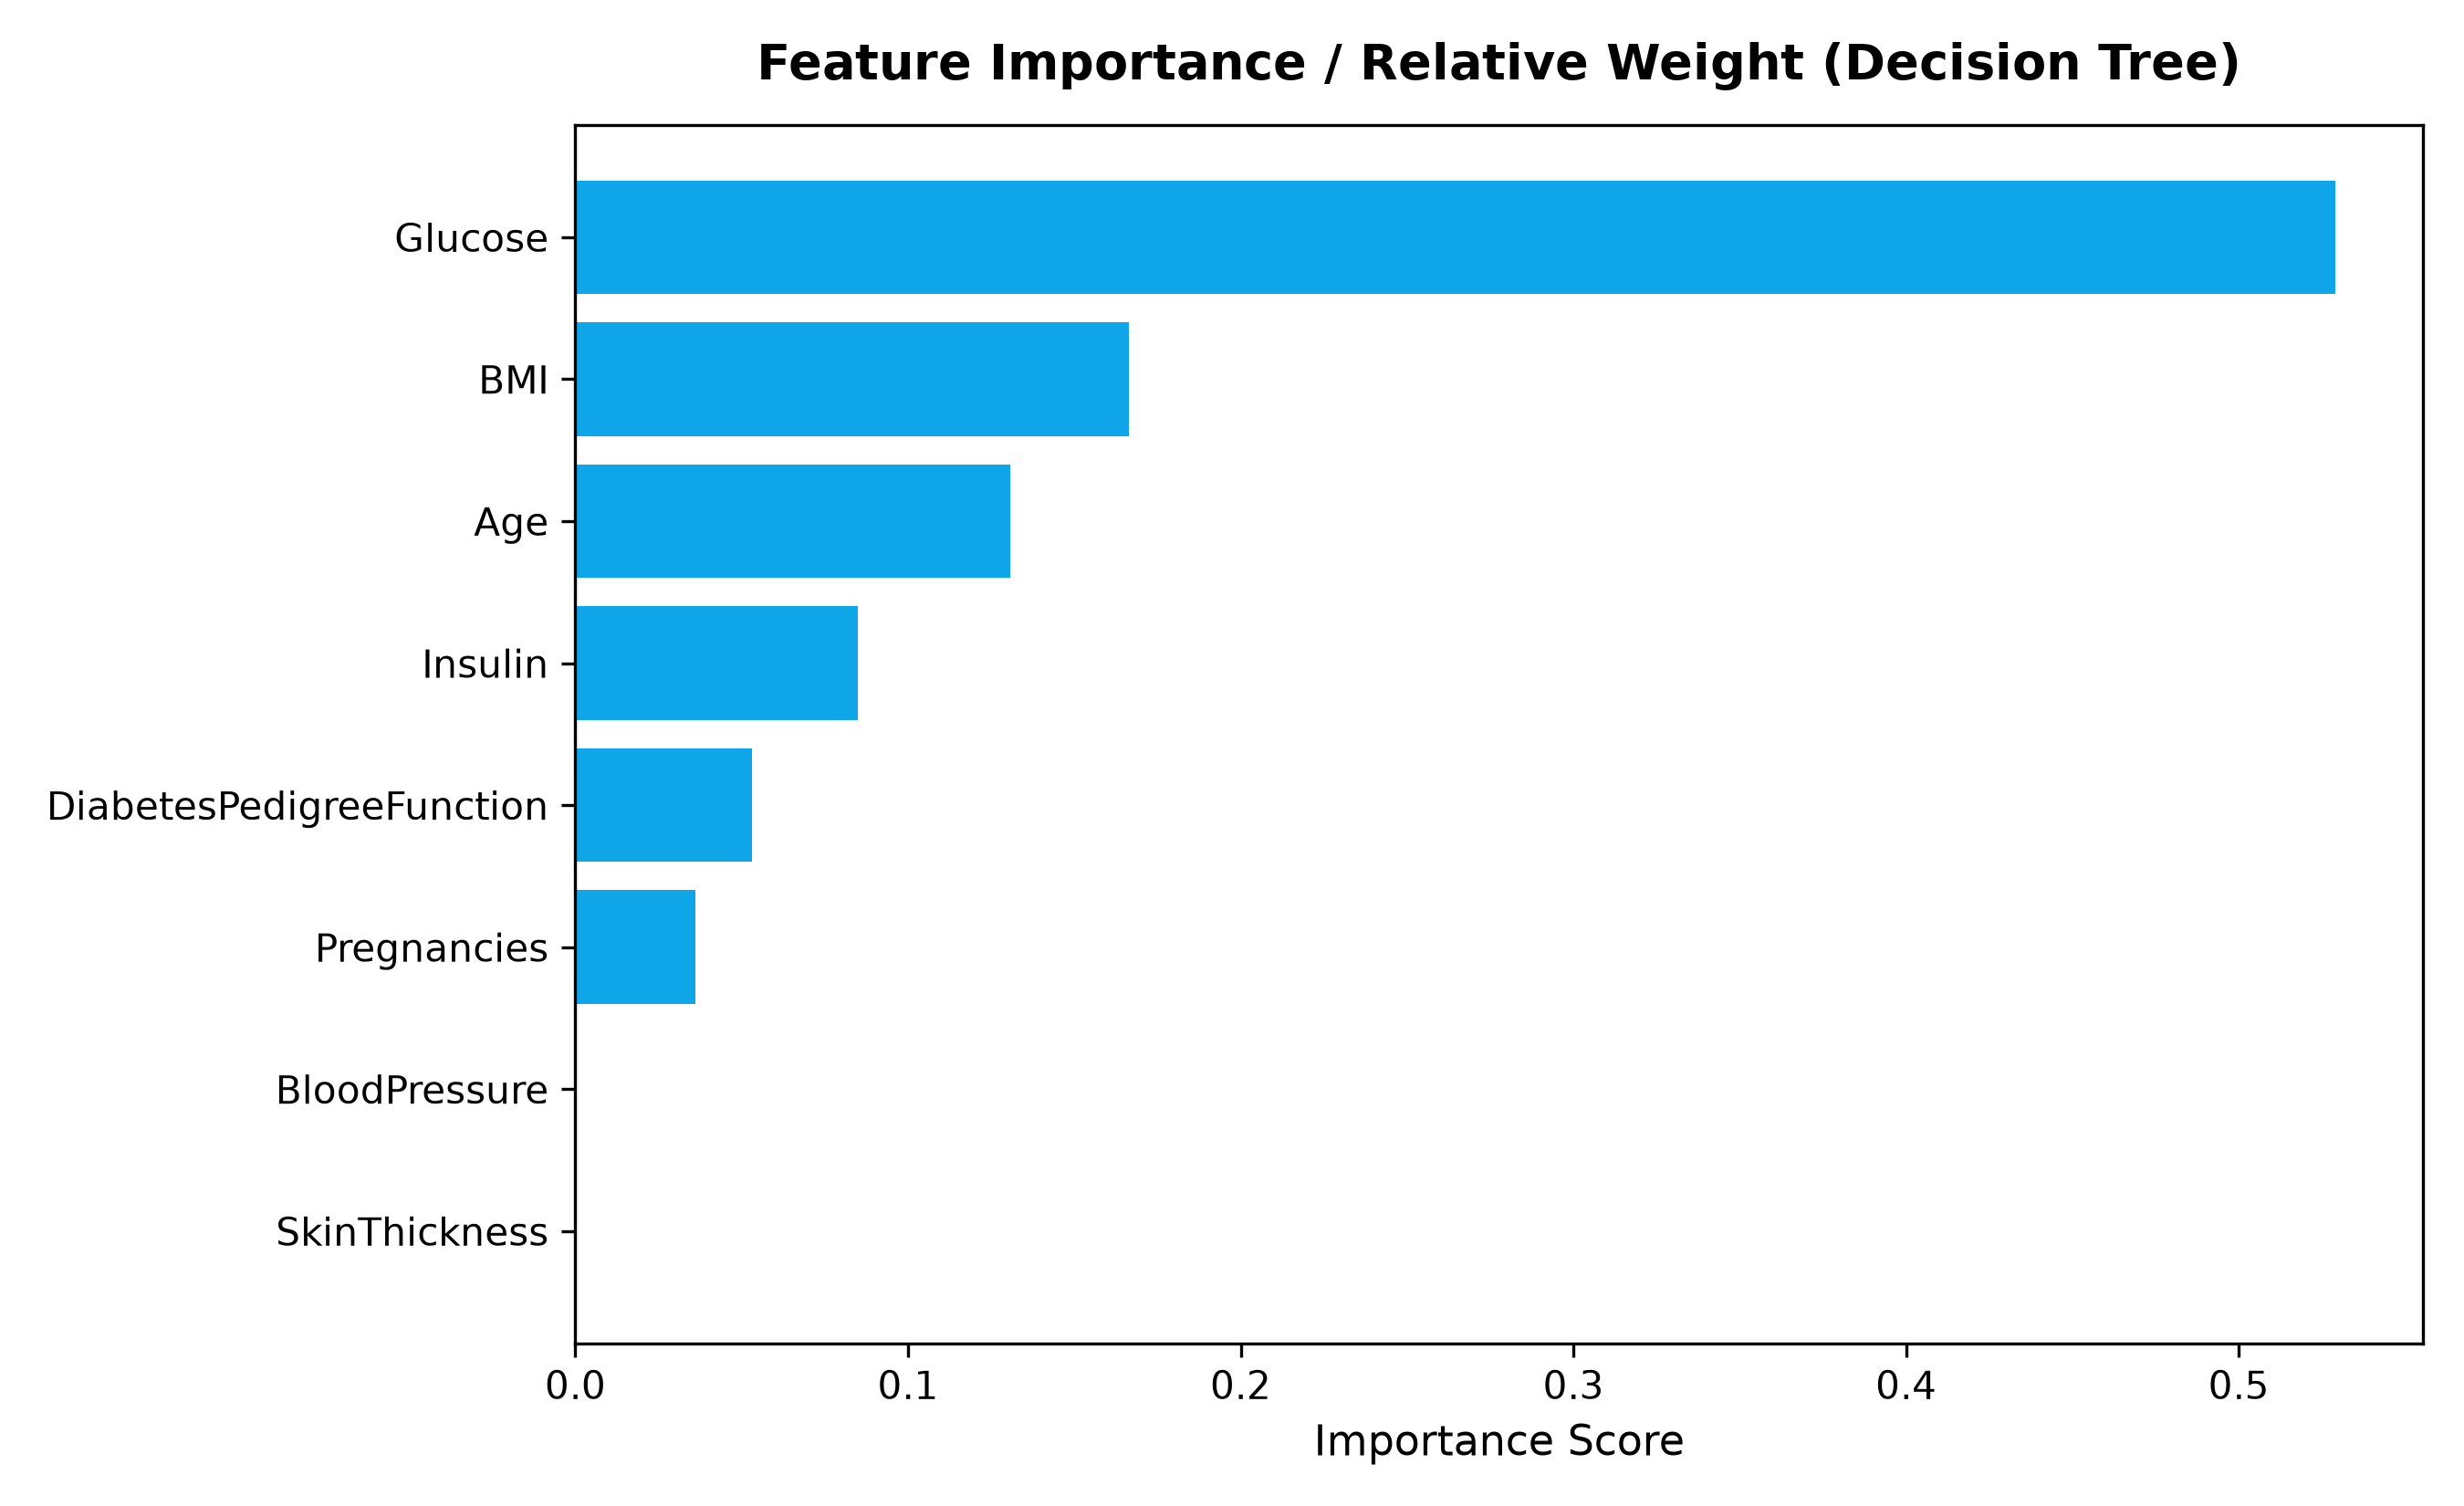 Feature Importance / Relative Weight (Decision Tree)
Glucose
BMI
Age
Insulin
DiabetesPedigreeFunction
Pregnancies
BloodPressure
SkinThickness
0.0 0.1 0.2 0.3 0.4 0.5
Importance Score